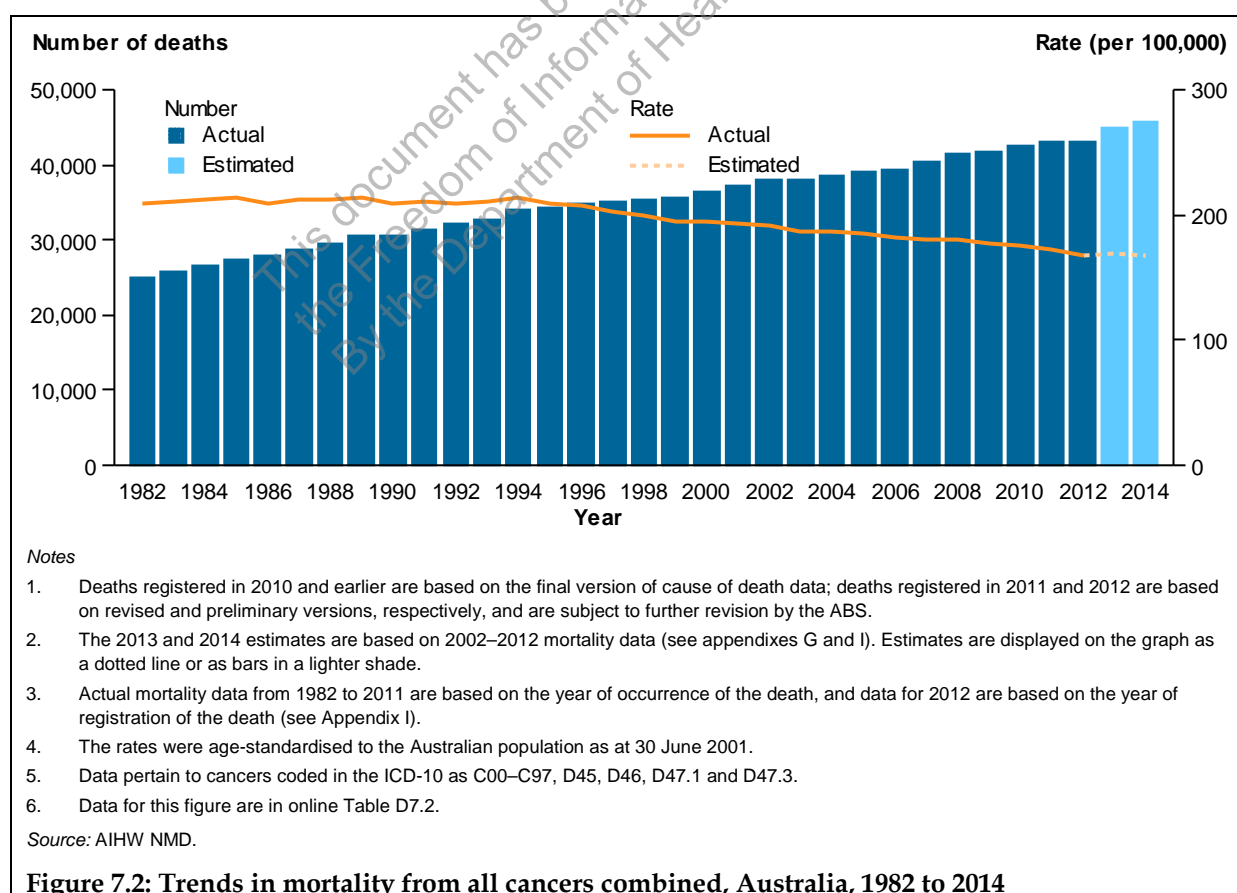 Number of deaths
Rate (per 100,000)
50,000
40,000
30,000
20,000
10,000
0
300
200
100
0
Number
Actual
Estimated
Rate
Actual
Estimated
1982 1984 1986 1988 1990 1992 1994 1996 1998 2000 2002 2004 2006 2008 2010 2012 2014
Year
This document has b
the Freedom of Informa
By the Department of Hea
Notes
1. Deaths registered in 2010 and earlier are based on the final version of cause of death data; deaths registered in 2011 and 2012 are based
on revised and preliminary versions, respectively, and are subject to further revision by the ABS.
2. The 2013 and 2014 estimates are based on 2002–2012 mortality data (see appendixes G and I). Estimates are displayed on the graph as
a dotted line or as bars in a lighter shade.
3. Actual mortality data from 1982 to 2011 are based on the year of occurrence of the death, and data for 2012 are based on the year of
registration of the death (see Appendix I).
4. The rates were age-standardised to the Australian population as at 30 June 2001.
5. Data pertain to cancers coded in the ICD-10 as C00–C97, D45, D46, D47.1 and D47.3.
6. Data for this figure are in online Table D7.2.
Source: AIHW NMD.
Figure 7.2: Trends in mortality from all cancers combined, Australia, 1982 to 2014